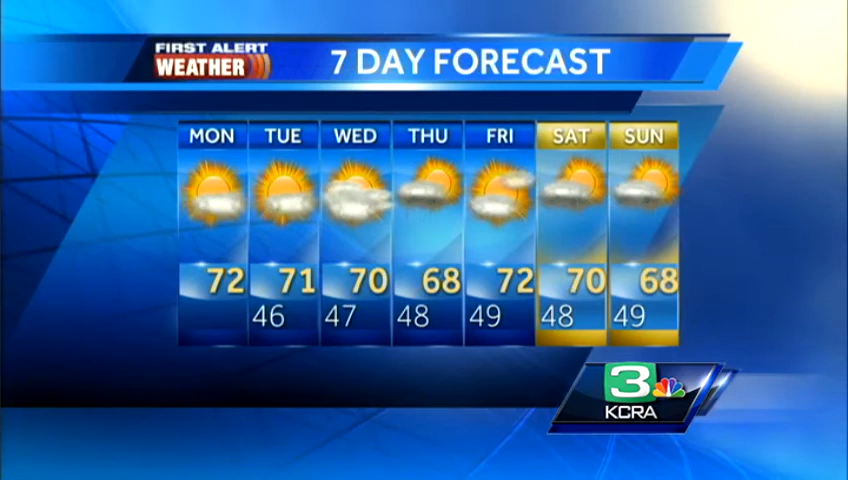 FIRST ALERT
WEATHER
7 DAY FORECAST
MON TUE WED THU FRI SAT SUN
72 71 70 68 72 70 68
46 47 48 49 48 49
3
KCRA